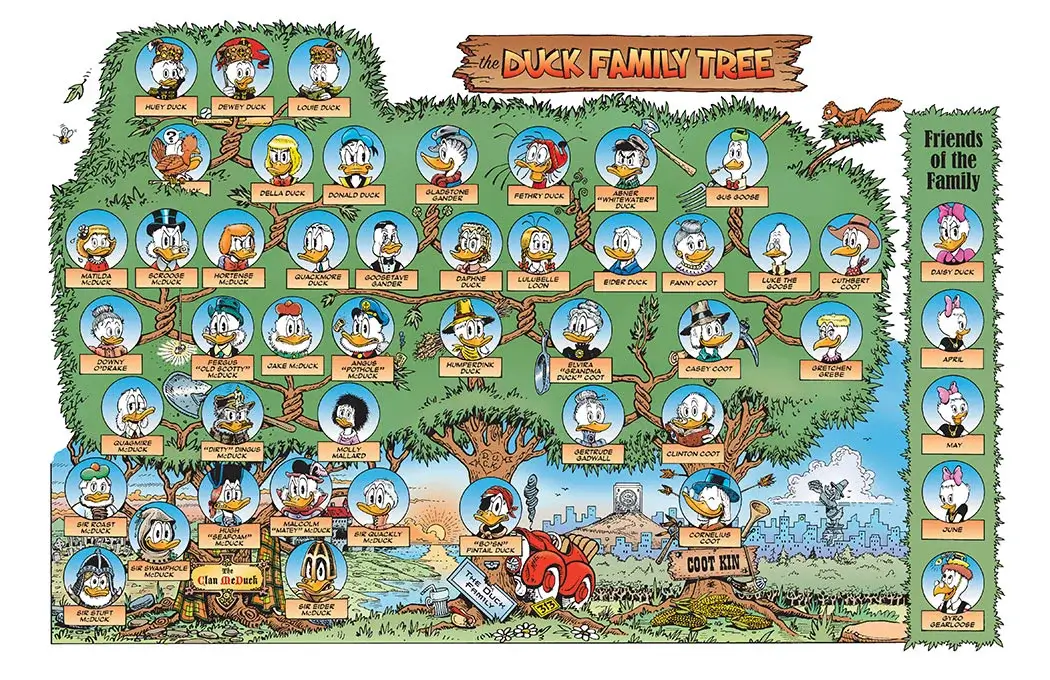 the DUCK FAMILY TREE
Friends
of the
Family
HUEY DUCK
DEWEY DUCK
LOUIE DUCK
?
DUCK
DELLA DUCK
DONALD DUCK
GLADSTONE
GANDER
FETHRY DUCK
ABNER
"WHITEWATER"
DUCK
GUS GOOSE
MATILDA
McDUCK
SCROOGE
McDUCK
HORTENSE
McDUCK
QUACKMORE
DUCK
GOOSETAVE
GANDER
DAPHNE
DUCK
LULUBELLE
LOON
EIDER DUCK
FANNY COOT
LUKE THE
GOOSE
CUTHBERT
COOT
DAISY DUCK
DOWNY
O'DRAKE
FERGUS
"OLD SCOTTY"
McDUCK
JAKE McDUCK
ANGUS
"POTHOLE"
McDUCK
HUMPERDINK
DUCK
ELVIRA
"GRANDMA
DUCK" COOT
CASEY COOT
GRETCHEN
GREBE
APRIL
QUAGMIRE
McDUCK
"DIRTY" DINGUS
McDUCK
MOLLY
MALLARD
GERTRUDE
GADWALL
CLINTON COOT
MAY
SIR ROAST
McDUCK
SIR SWAMPHOLE
McDUCK
HUGH
"SEAFOAM"
McDUCK
MALCOLM
"MATEY" McDUCK
SIR QUACKLY
McDUCK
"BO'SN"
PINTAIL DUCK
CORNELIUS
COOT
JUNE
SIR STUFT
McDUCK
The
Clan McDuck
SIR EIDER
McDUCK
THE DUCK
FAMILY
313
COOT KIN
GYRO
GEARLOOSE